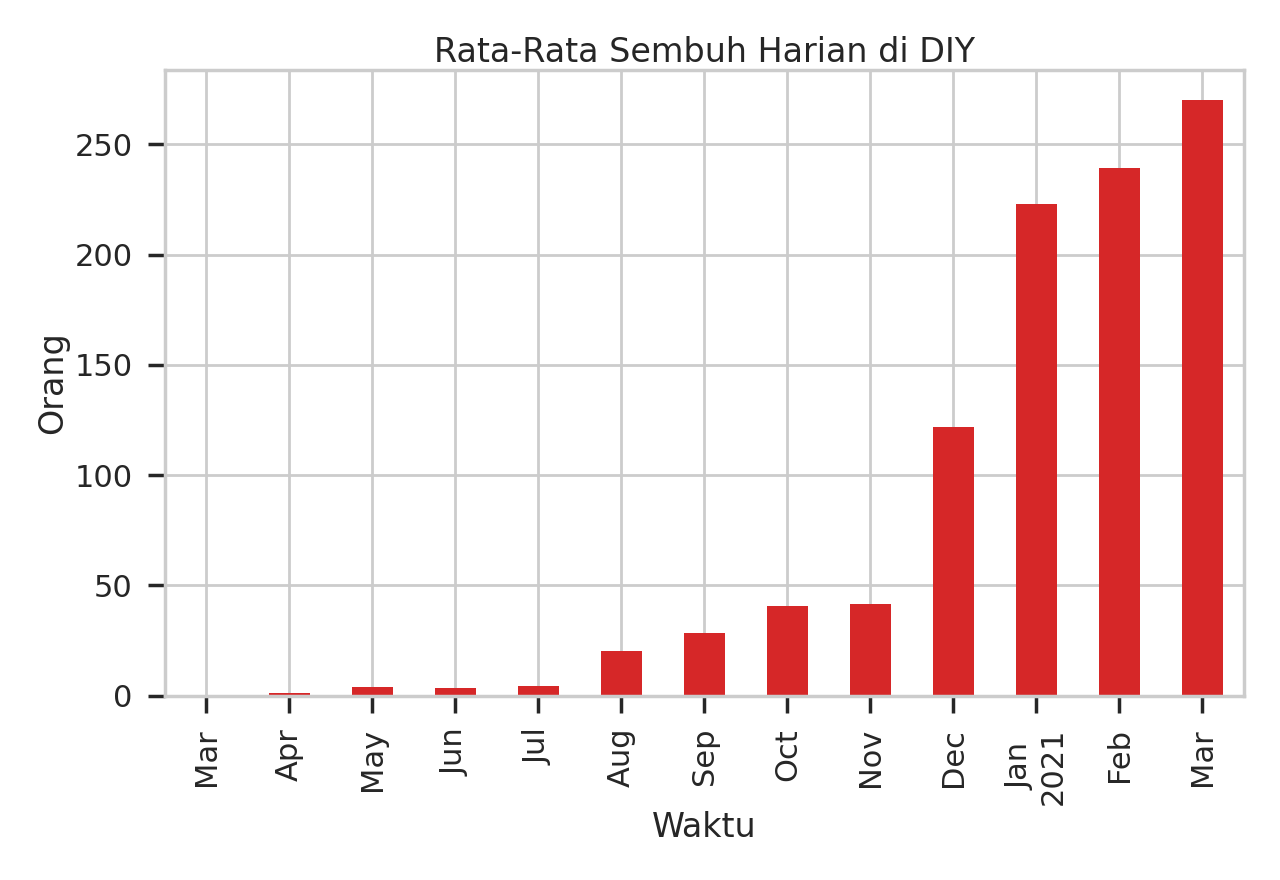 Rata-Rata Sembuh Harian di DIY
Orang
250
200
150
100
50
0
Mar
Apr
May
Jun
Jul
Aug
Sep
Oct
Nov
Dec
Jan
2021
Feb
Mar
Waktu